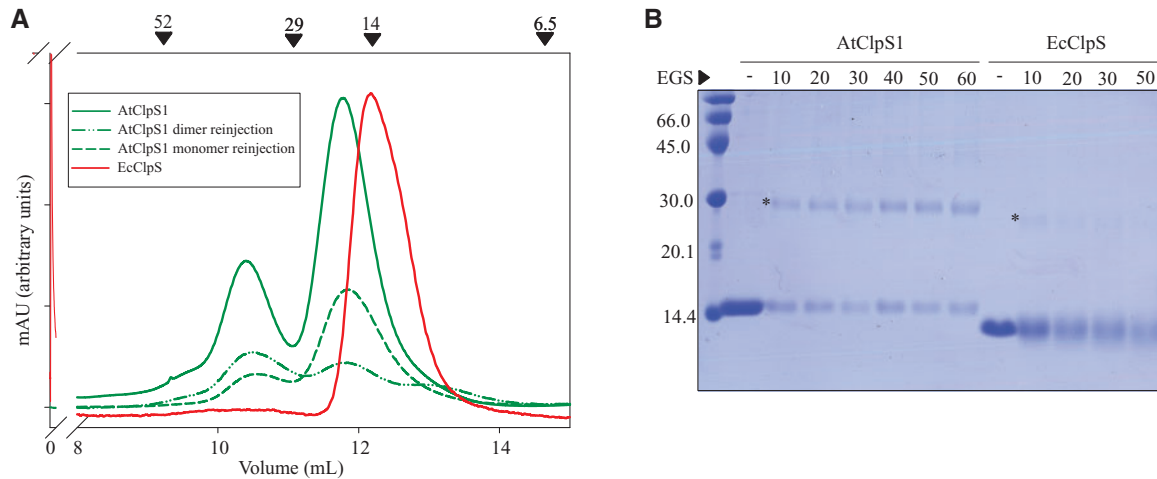 A
52 29 14 6.5
AtClpS1
AtClpS1 dimer reinjection
AtClpS1 monomer reinjection
EcClpS
mAU (arbitrary units)
0 8 10 12 14
Volume (mL)
B
AtClpS1 EcClpS
EGS - 10 20 30 40 50 60 - 10 20 30 50
66.0
45.0
30.0
*
*
20.1
14.4